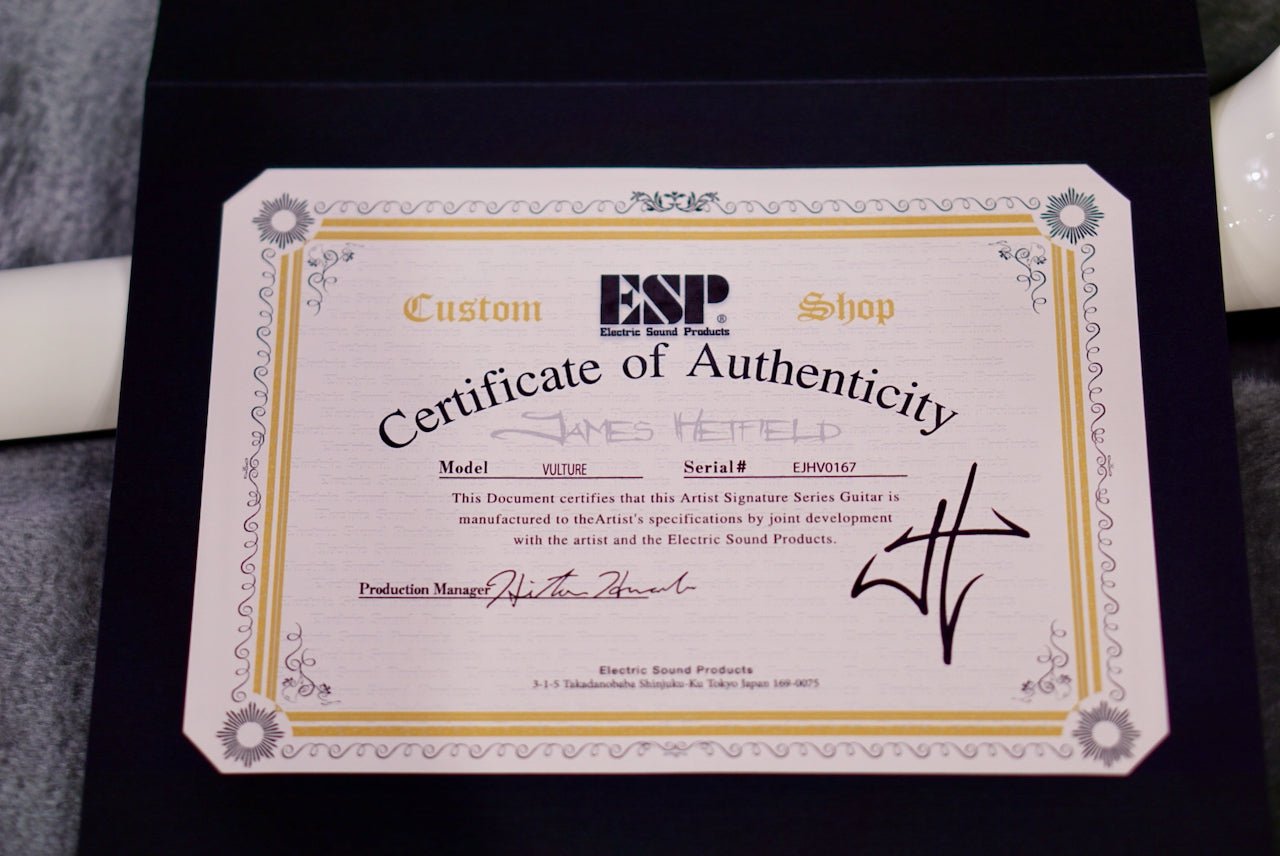 Custom ESP® Shop
Electric Sound Products
Certificate of Authenticity
JAMES HETFIELD
Model VULTURE Serial# EJHV0167
This Document certifies that this Artist Signature Series Guitar is
manufactured to theArtist's specifications by joint development
with the artist and the Electric Sound Products.
Production Manager
Electric Sound Products
3-1-5 Takadanobaba Shinjuku-Ku Tokyo Japan 169-0075